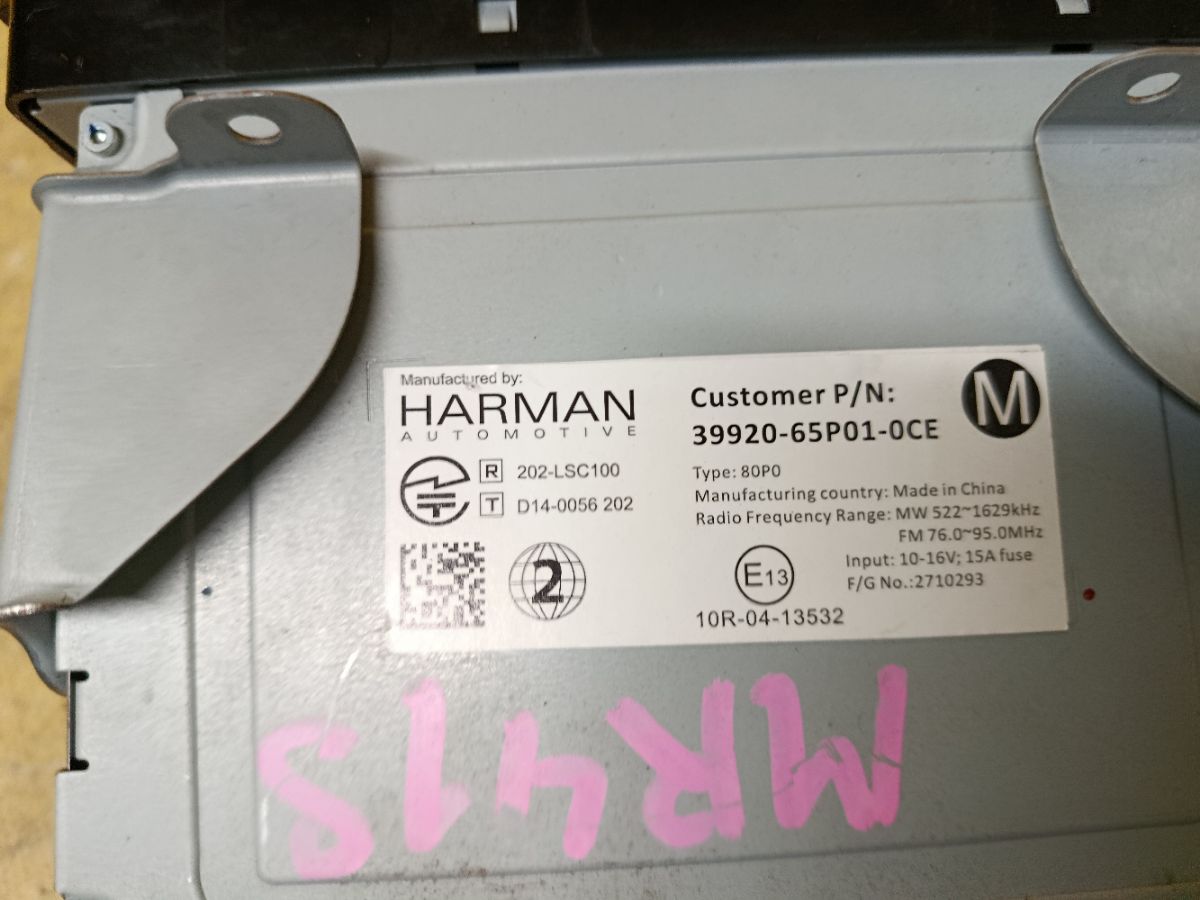 Manufactured by:
HARMAN
AUTOMOTIVE
R 202-LSC100
T D14-0056 202
2
Customer P/N:
39920-65P01-0CE
M
Type: 80P0
Manufacturing country: Made in China
Radio Frequency Range: MW 522~1629kHz
FM 76.0~95.0MHz
Input: 10-16V; 15A fuse
F/G No.:2710293
E13
10R-04-13532
MR41S